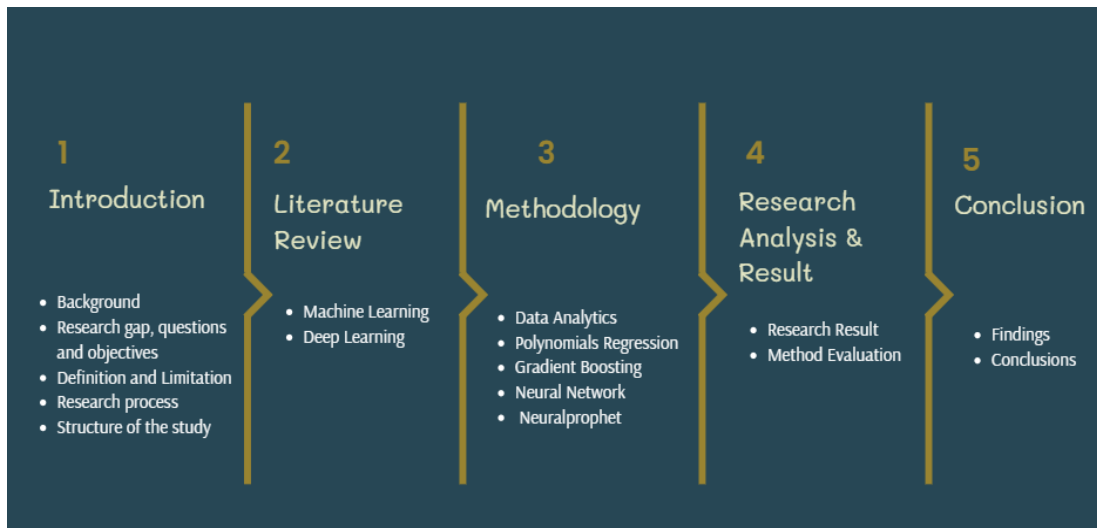 1
Introduction
• Background
• Research gap, questions
and objectives
• Definition and Limitation
• Research process
• Structure of the study
2
Literature
Review
• Machine Learning
• Deep Learning
3
Methodology
• Data Analytics
• Polynomials Regression
• Gradient Boosting
• Neural Network
• Neuralprophet
4
Research
Analysis &
Result
• Research Result
• Method Evaluation
5
Conclusion
• Findings
• Conclusions